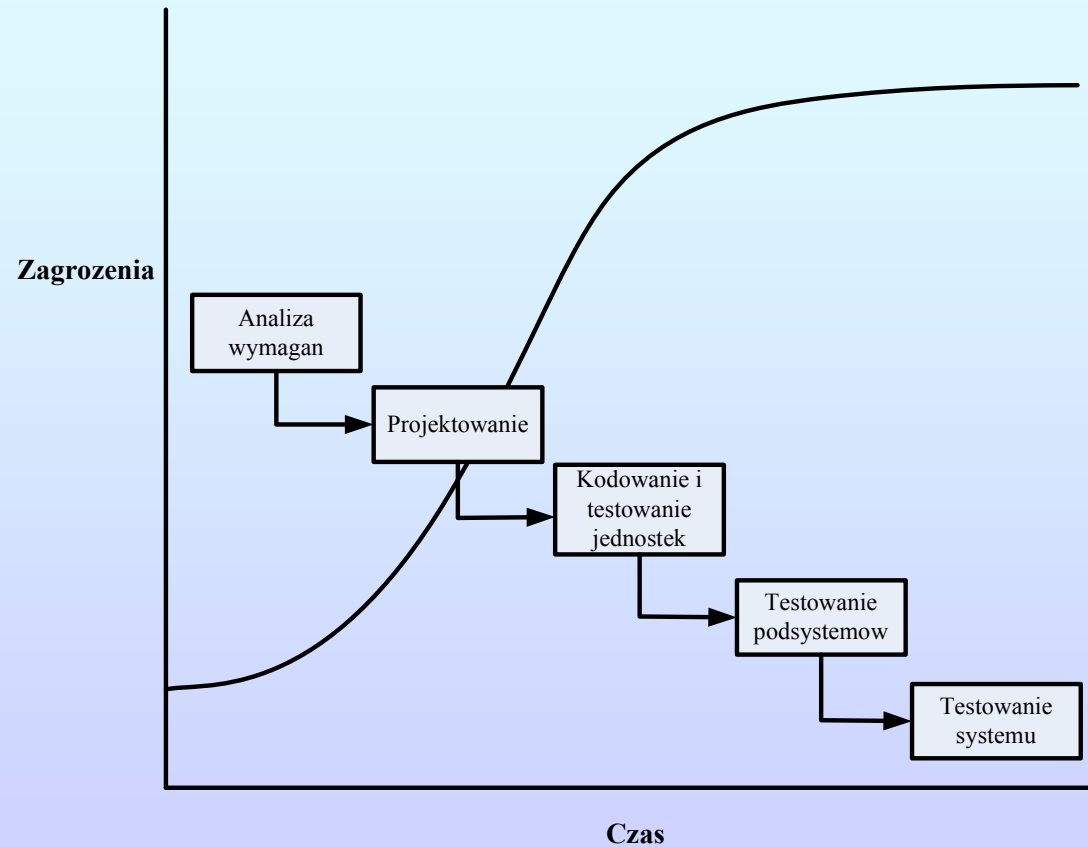 Zagrozenia
Analiza
wymagan
Projektowanie
Kodowanie i
testowanie
jednostek
Testowanie
podsystemow
Testowanie
systemu
Czas